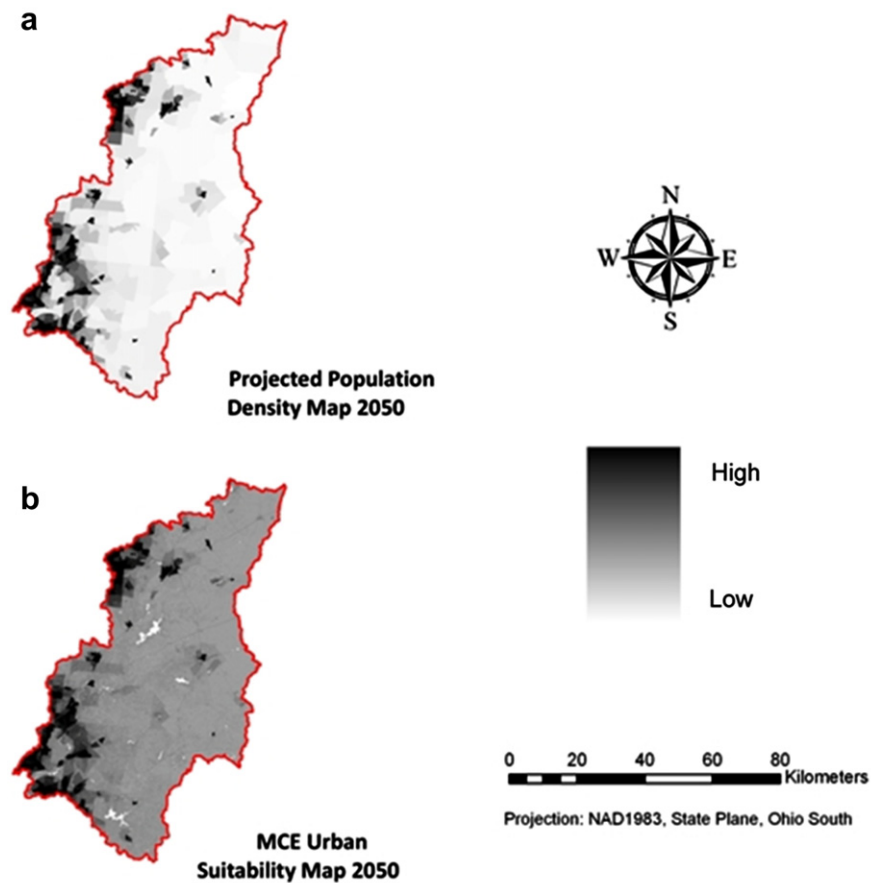 a
Projected Population
Density Map 2050
N
W
E
S
b
High
Low
MCE Urban
Suitability Map 2050
0 20 40 60 80
Kilometers
Projection: NAD1983, State Plane, Ohio South